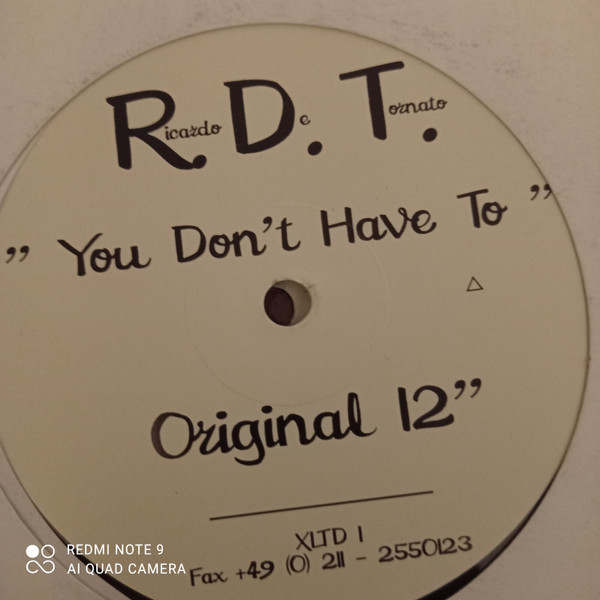 Ricardo De Tornato.
" You Don't Have To "
△
Original 12"
XLTD 1
Fax +49 (0) 211 - 2550123
REDMI NOTE 9
AI QUAD CAMERA